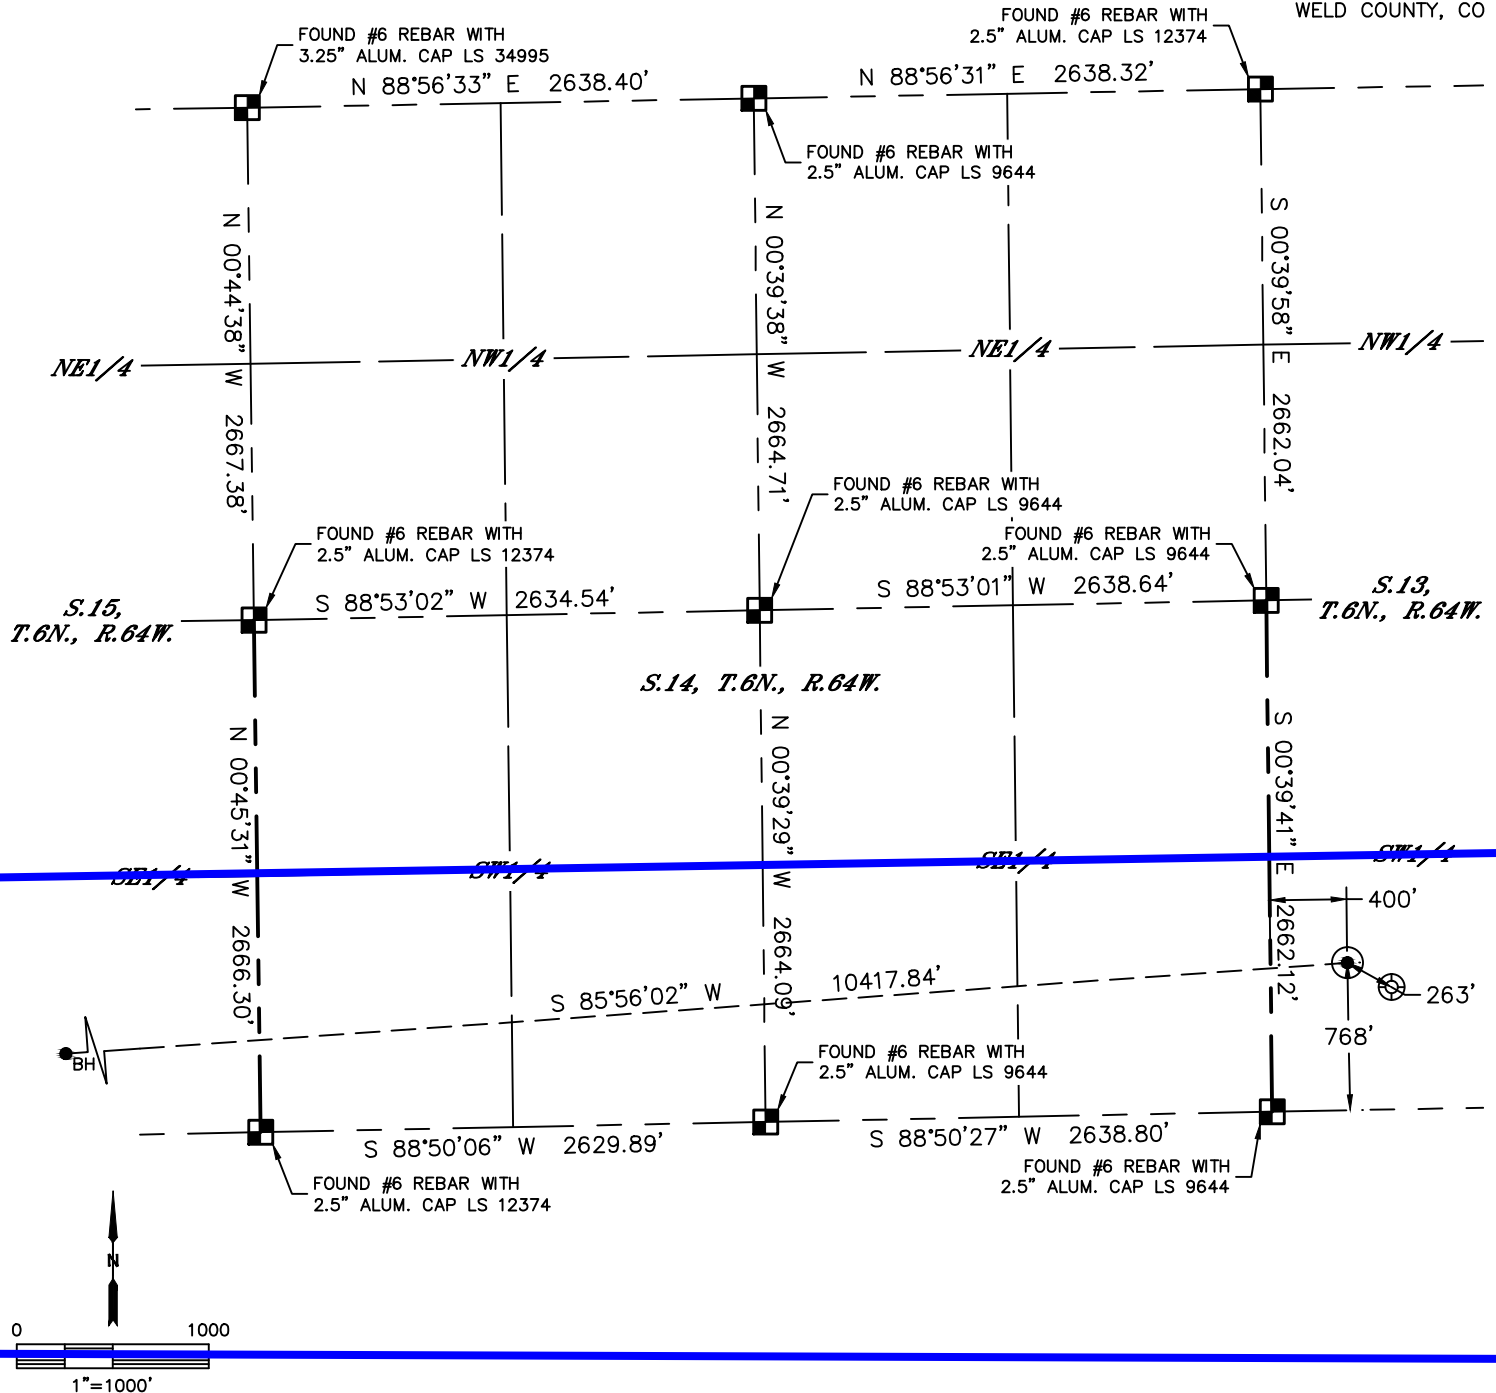 WELD COUNTY, CO
FOUND #6 REBAR WITH
3.25" ALUM. CAP LS 34995
FOUND #6 REBAR WITH
2.5" ALUM. CAP LS 12374
N 88°56'33" E 2638.40'
N 88°56'31" E 2638.32'
FOUND #6 REBAR WITH
2.5" ALUM. CAP LS 9644
N 00°44'38" W 2667.38'
N 00°39'38" W 2664.71'
S 00°39'58" E 2662.04'
NE1/4
NW1/4
NE1/4
NW1/4
FOUND #6 REBAR WITH
2.5" ALUM. CAP LS 9644
FOUND #6 REBAR WITH
2.5" ALUM. CAP LS 12374
FOUND #6 REBAR WITH
2.5" ALUM. CAP LS 9644
S 88°53'02" W 2634.54'
S 88°53'01" W 2638.64'
S.15,
T.6N., R.64W.
S.13,
T.6N., R.64W.
S.14, T.6N., R.64W.
N 00°45'31" W 2666.30'
N 00°39'29" W 2664.09'
S 00°39'41" E 2662.12'
SE1/4
SW1/4
SE1/4
SW1/4
400'
S 85°56'02" W 10417.84'
263'
768'
BH
FOUND #6 REBAR WITH
2.5" ALUM. CAP LS 9644
S 88°50'06" W 2629.89'
S 88°50'27" W 2638.80'
FOUND #6 REBAR WITH
2.5" ALUM. CAP LS 12374
FOUND #6 REBAR WITH
2.5" ALUM. CAP LS 9644
N
0 1000
1"=1000'